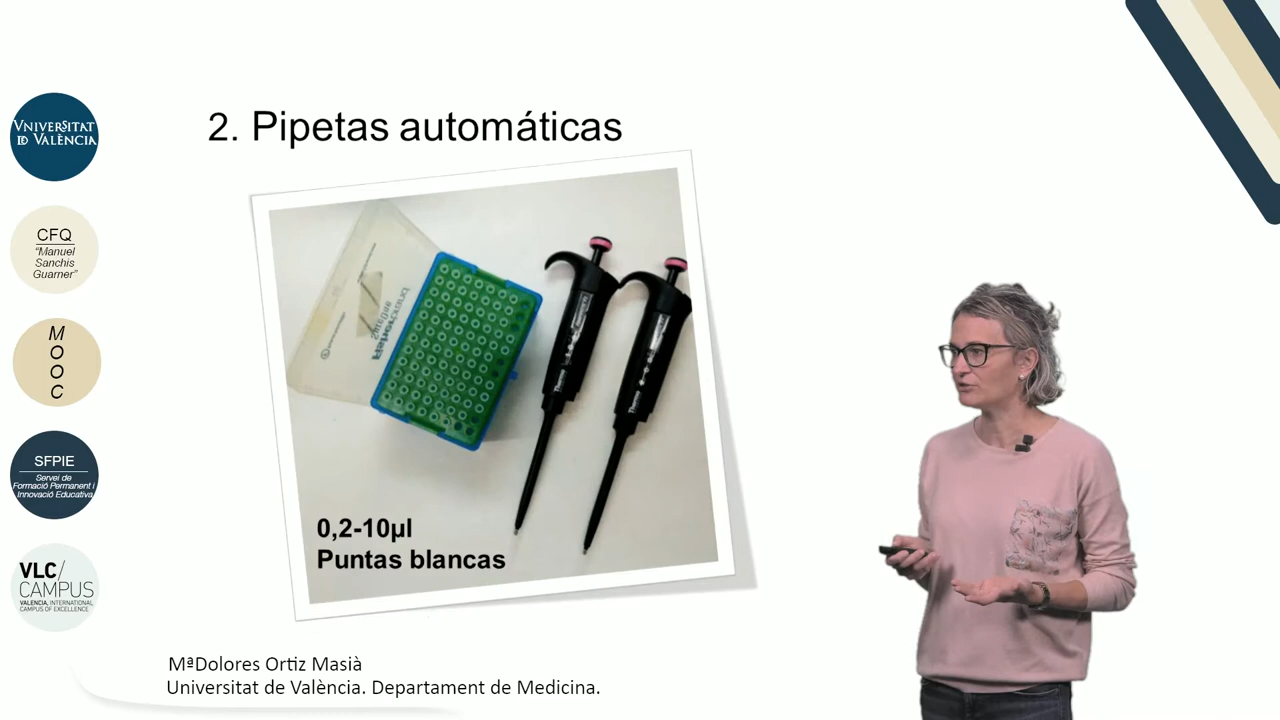 2. Pipetas automáticas
VNIVERSITAT
ID VALÈNCIA
CFQ
“Manuel
Sanchis
Guarner”
M
O
O
C
SFPIE
Servei de
Formació Permanent i
Innovació Educativa
VLC/
CAMPUS
VALENCIA, INTERNATIONAL
CAMPUS OF EXCELLENCE
Thermo
Thermo
0,2-10µl
Puntas blancas
MªDolores Ortiz Masià
Universitat de València. Departament de Medicina.